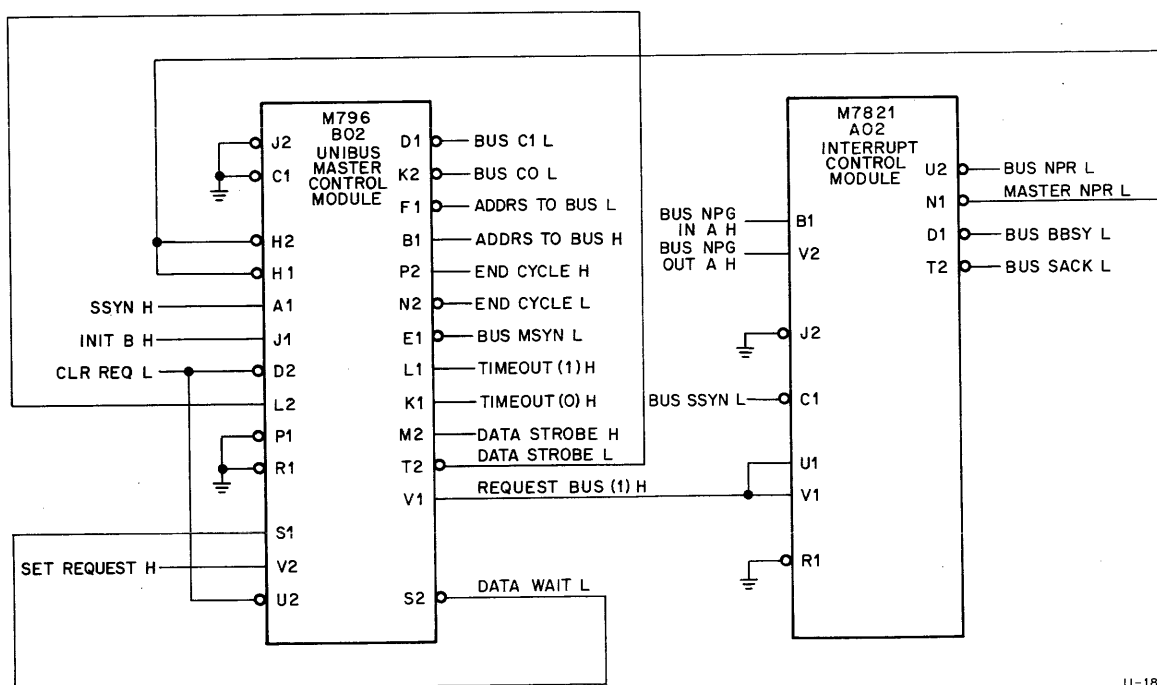 M796
B02
UNIBUS
MASTER
CONTROL
MODULE
J2
C1
H2
H1
SSYN H
A1
INIT B H
J1
CLR REQ L
D2
L2
P1
R1
S1
SET REQUEST H
V2
U2
D1
BUS C1 L
K2
BUS C0 L
F1
ADDRS TO BUS L
B1
ADDRS TO BUS H
P2
END CYCLE H
N2
END CYCLE L
E1
BUS MSYN L
L1
TIMEOUT (1) H
K1
TIMEOUT (0) H
M2
DATA STROBE H
T2
DATA STROBE L
V1
REQUEST BUS (1) H
S2
DATA WAIT L
M7821
A02
INTERRUPT
CONTROL
MODULE
BUS NPG
IN A H
B1
BUS NPG
OUT A H
V2
J2
BUS SSYN L
C1
U1
V1
R1
U2
BUS NPR L
N1
MASTER NPR L
D1
BUS BBSY L
T2
BUS SACK L